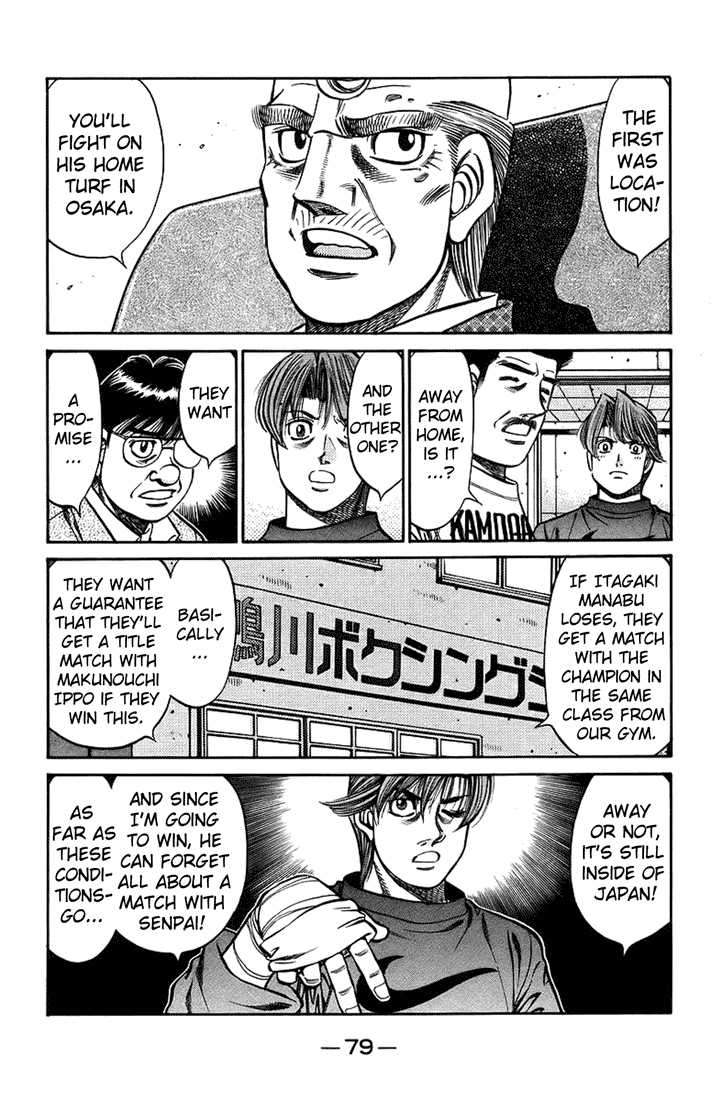 THE
FIRST
WAS
LOCA-
TION!
YOU'LL
FIGHT ON
HIS HOME
TURF IN
OSAKA.
AWAY
FROM
HOME,
IS IT
...?
KAMOGA
AND
THE
OTHER
ONE?
THEY
WANT
A
PRO-
MISE
...
IF ITAGAKI
MANABU
LOSES, THEY
GET A MATCH
WITH THE
CHAMPION IN
THE SAME
CLASS FROM
OUR GYM.
鴨川ボクシングジ
BASI-
CALLY
...
THEY WANT
A GUARANTEE
THAT THEY'LL
GET A TITLE
MATCH WITH
MAKUNOUCHI
IPPO IF THEY
WIN THIS.
AWAY
OR NOT,
IT'S STILL
INSIDE OF
JAPAN!
AND SINCE
I'M GOING
TO WIN, HE
CAN FORGET
ALL ABOUT A
MATCH WITH
SENPAI!
AS
FAR AS
THESE
CONDI-
TIONS-
GO...
—79—